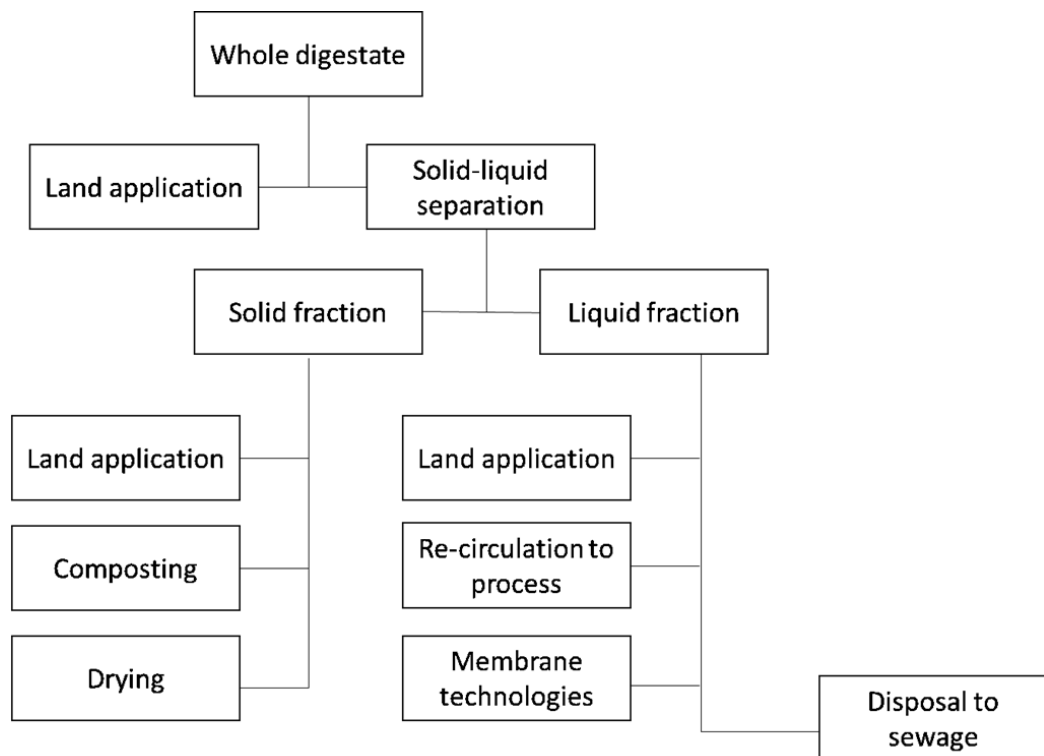 Whole digestate
Land application
Solid-liquid
separation
Solid fraction
Liquid fraction
Land application
Land application
Composting
Re-circulation to
process
Drying
Membrane
technologies
Disposal to
sewage